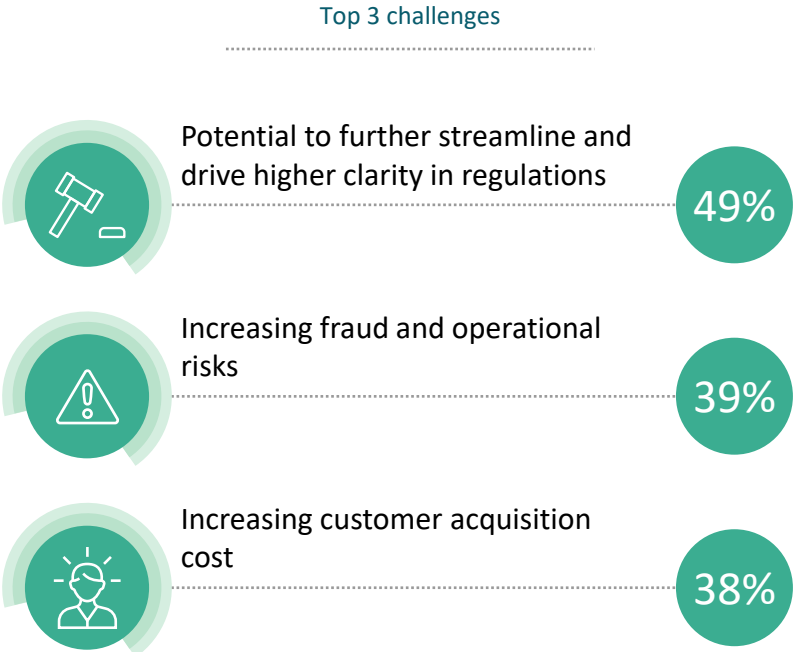 Top 3 challenges
Potential to further streamline and
drive higher clarity in regulations
49%
Increasing fraud and operational
risks
39%
Increasing customer acquisition
cost
38%